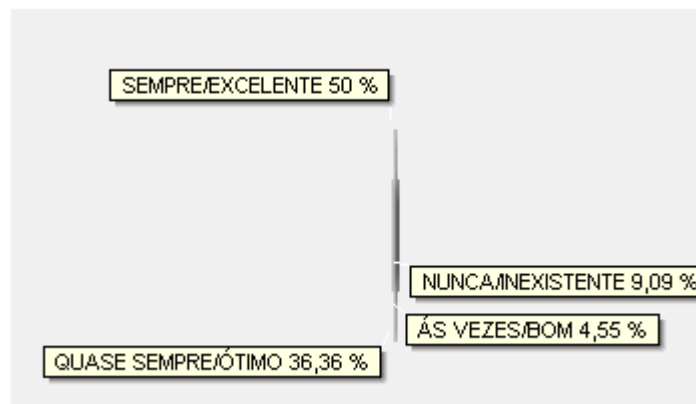 SEMPRE/EXCELENTE 50 %
NUNCA/INEXISTENTE 9,09 %
ÁS VEZES/BOM 4,55 %
QUASE SEMPRE/ÓTIMO 36,36 %